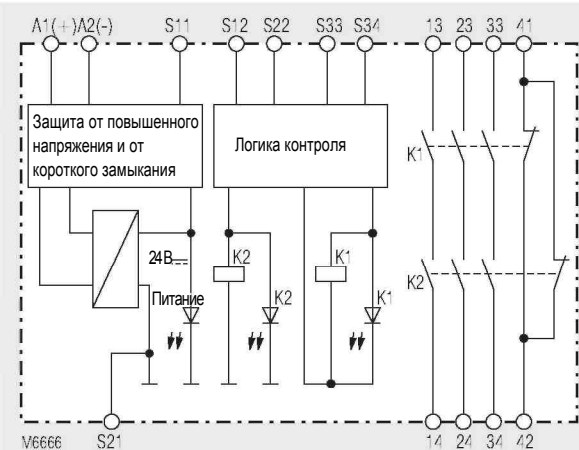 A1(+) A2(-) S11 S12 S22 S33 S34 13 23 33 41
Защита от повышенного
напряжения и от
короткого замыкания
Логика контроля
K1
24В
K2
K1
K2
Питание
K2
K1
M6666 S21 14 24 34 42